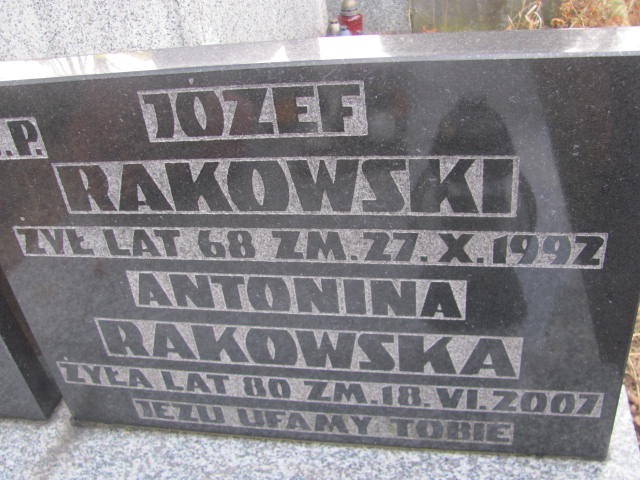 .P.
JÓZEF
RAKOWSKI
ŻYŁ LAT 68 ZM. 27. X. 1992
ANTONINA
RAKOWSKA
ŻYŁA LAT 80 ZM. 18. VI. 2007
JEZU UFAMY TOBIE